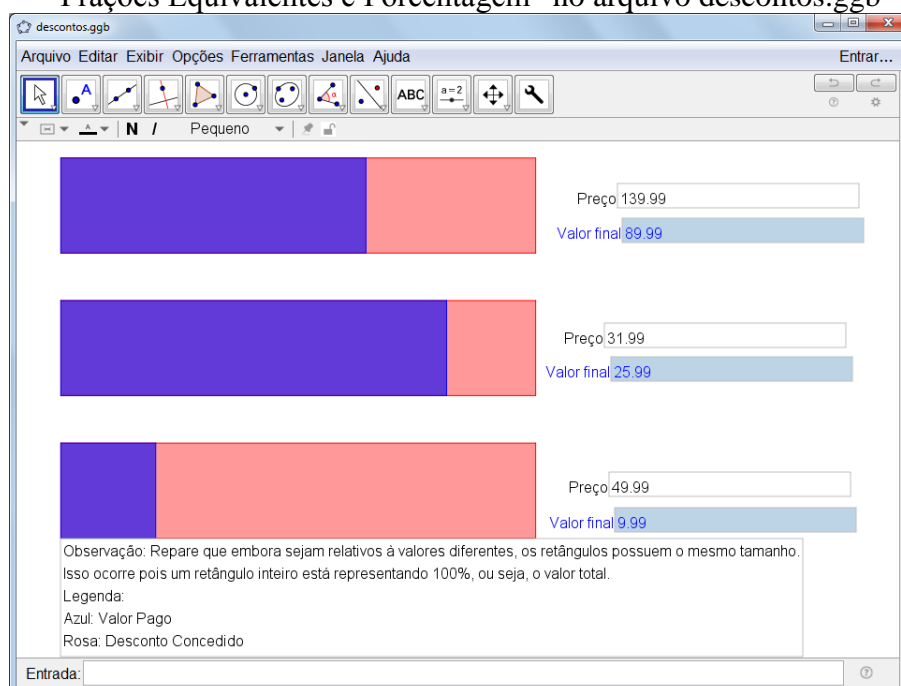 Frações Equivalentes e Porcentagem" no arquivo descontos.ggb
descontos.ggb
Arquivo Editar Exibir Opções Ferramentas Janela Ajuda Entrar...
A ABC a=2
A N I Pequeno
Preço 139.99
Valor final 89.99
Preço 31.99
Valor final 25.99
Preço 49.99
Valor final 9.99
Observação: Repare que embora sejam relativos à valores diferentes, os retângulos possuem o mesmo tamanho.
Isso ocorre pois um retângulo inteiro está representando 100%, ou seja, o valor total.
Legenda:
Azul: Valor Pago
Rosa: Desconto Concedido
Entrada: